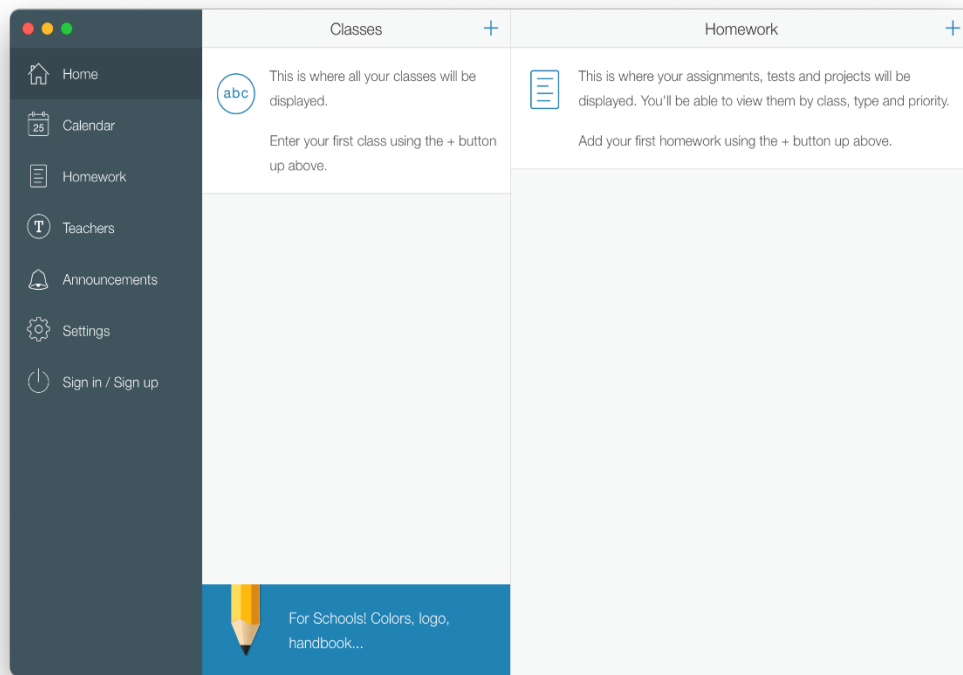 Home
25
Calendar
Homework
T
Teachers
Announcements
Settings
Sign in / Sign up
Classes
+
abc
This is where all your classes will be
displayed.
Enter your first class using the + button
up above.
For Schools! Colors, logo,
handbook...
Homework
+
This is where your assignments, tests and projects will be
displayed. You'll be able to view them by class, type and priority.
Add your first homework using the + button up above.